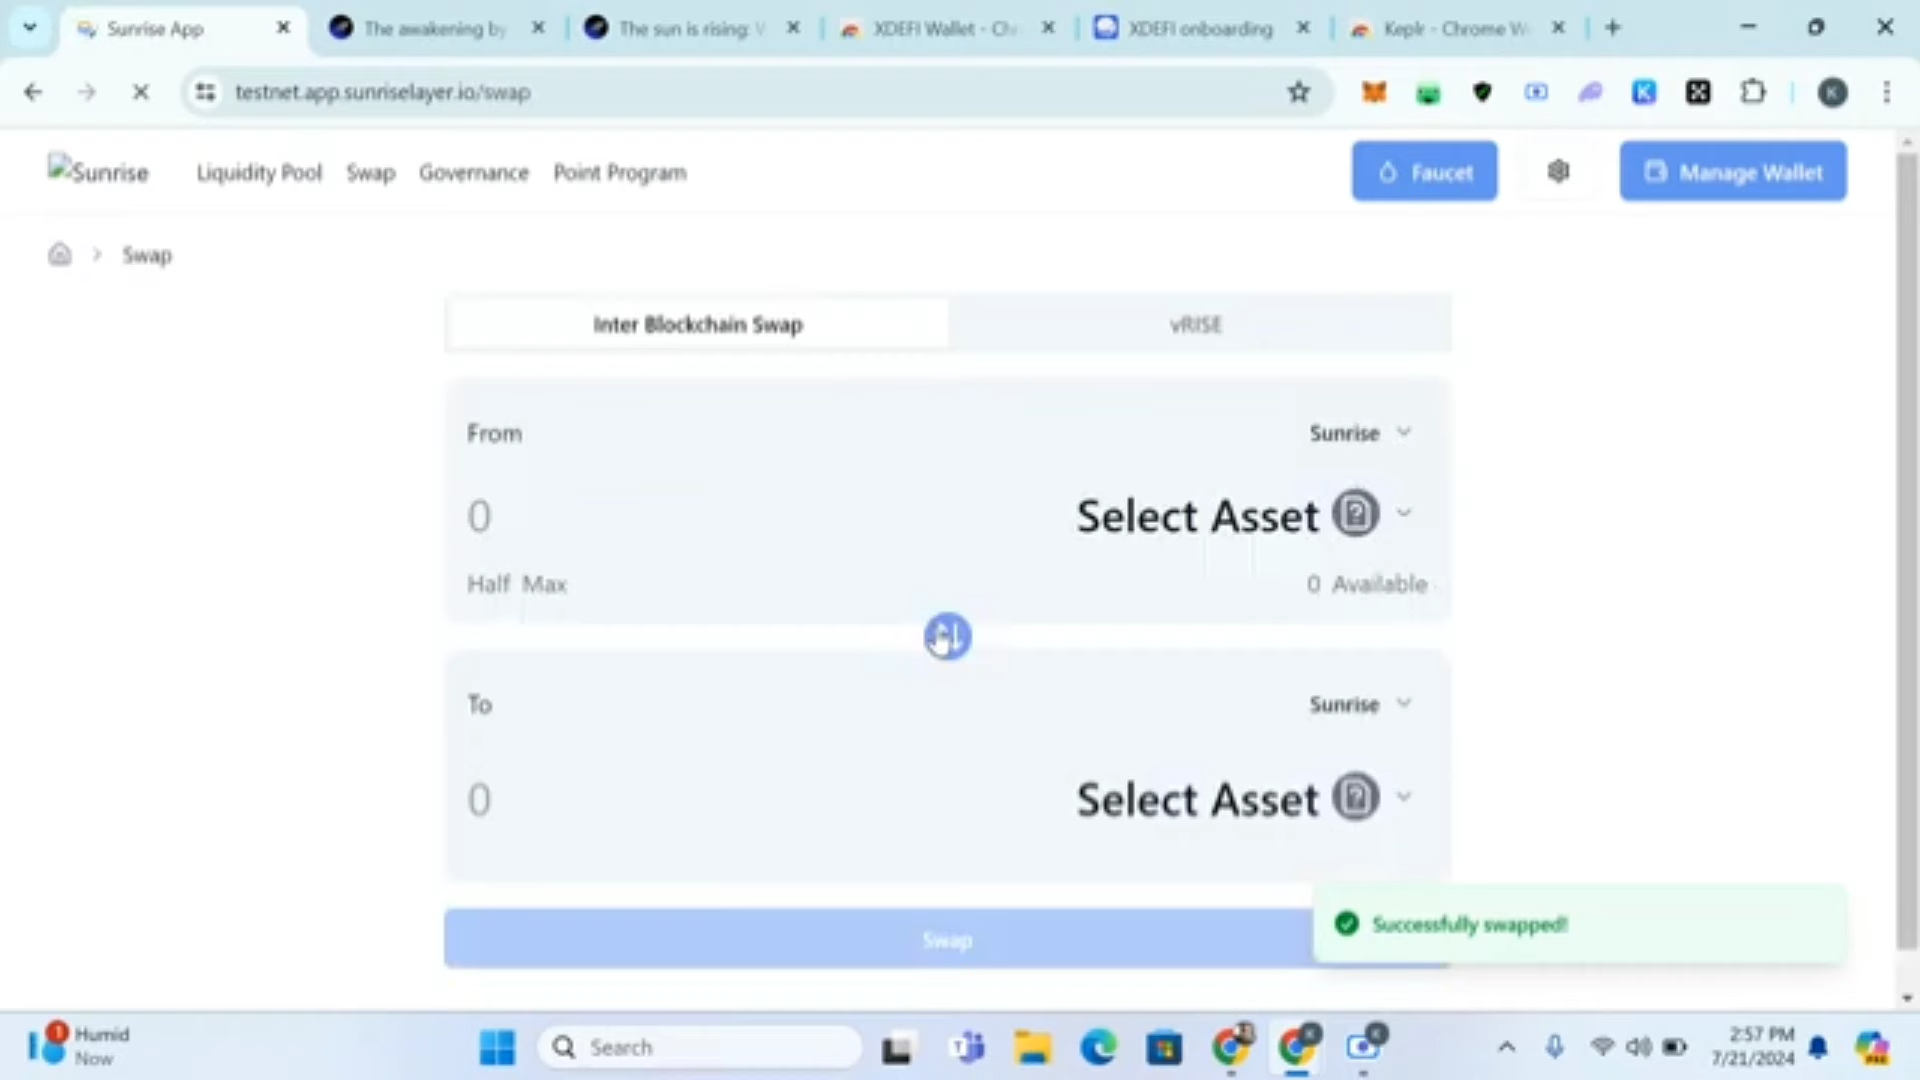 Sunrise App
The awakening by
The sun is rising: V
XDEFI Wallet - Ch
XDEFI onboarding
Keplr - Chrome W
testnet.app.sunriselayer.io/swap
Sunrise
Liquidity Pool
Swap
Governance
Point Program
Faucet
Manage Wallet
Swap
Inter Blockchain Swap
vRISE
From
Sunrise
0
Select Asset
Half Max
0 Available
To
Sunrise
0
Select Asset
Swap
Successfully swapped!
1
Humid
Now
Search
2:57 PM
7/21/2024